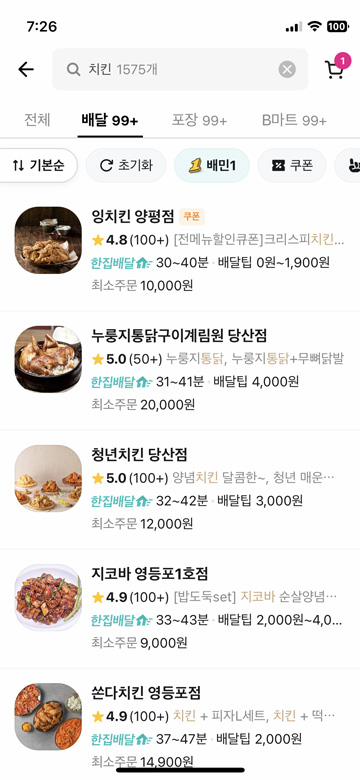 7:26
100
치킨 1575개
1
전체 배달 99+ 포장 99+ B마트 99+
기본순 초기화 배민1 쿠폰
잉치킨 양평점 쿠폰
4.8(100+) [전메뉴할인큐폰]크리스피치킨...
한집배달 30~40분 · 배달팁 0원~1,900원
최소주문 10,000원
누룽지통닭구이계림원 당산점
5.0(50+) 누룽지통닭, 누룽지통닭+무뼈닭발
한집배달 31~41분 · 배달팁 4,000원
최소주문 20,000원
청년치킨 당산점
5.0(100+) 양념치킨 달콤한~, 청년 매운...
한집배달 32~42분 · 배달팁 3,000원
최소주문 12,000원
지코바 영등포1호점
4.9(100+) [밥도둑set] 지코바 순살양념...
한집배달 33~43분 · 배달팁 2,000원~4,0...
최소주문 9,000원
쏜다치킨 영등포점
4.9(100+) 치킨 + 피자L세트, 치킨 + 떡...
한집배달 37~47분 · 배달팁 2,000원
최소주문 14,900원